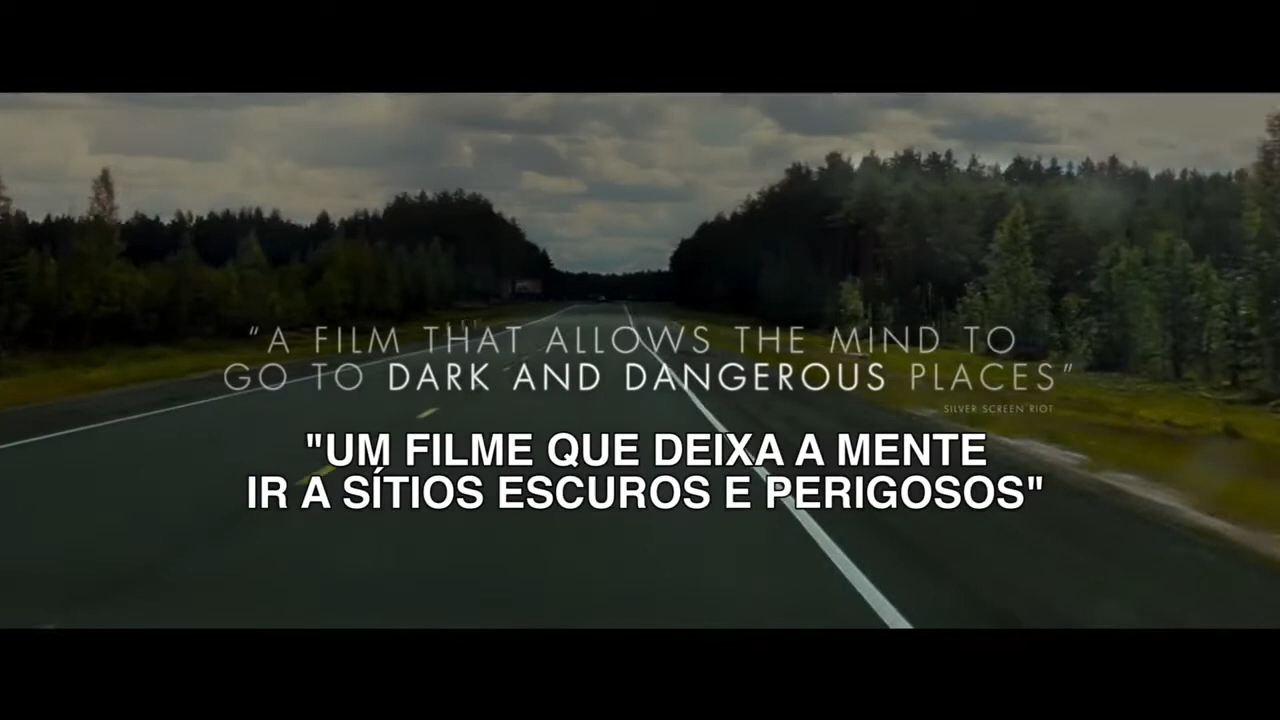 “A FILM THAT ALLOWS THE MIND TO
GO TO DARK AND DANGEROUS PLACES”
SILVER SCREEN RIOT
"UM FILME QUE DEIXA A MENTE
IR A SÍTIOS ESCUROS E PERIGOSOS"